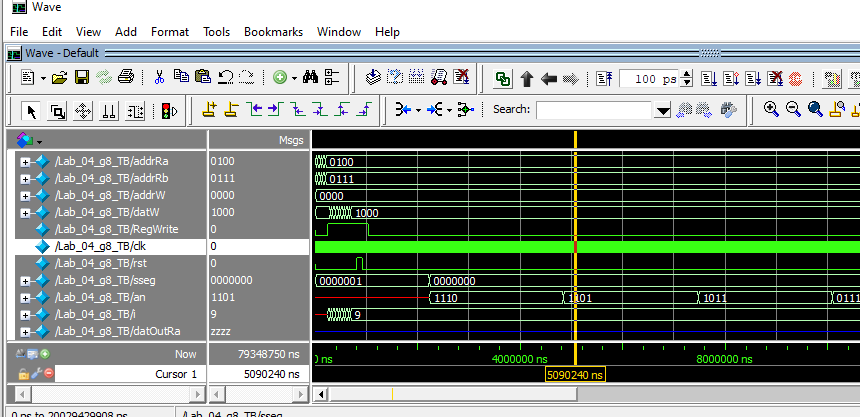 Wave
File Edit View Add Format Tools Bookmarks Window Help
Wave - Default
100 ps
Search:
Msgs
/Lab_04_g8_TB/addrRa 0100 0100
/Lab_04_g8_TB/addrRb 0111 0111
/Lab_04_g8_TB/addrW 0000 0000
/Lab_04_g8_TB/datW 1000 1000
/Lab_04_g8_TB/RegWrite 0
/Lab_04_g8_TB/clk 0
/Lab_04_g8_TB/rst 0
/Lab_04_g8_TB/sseg 0000000 0000001 0000000
/Lab_04_g8_TB/an 1101 1110 1101 1011 0111
/Lab_04_g8_TB/i 9 9
/Lab_04_g8_TB/datOutRa zzzz
Now 79348750 ns 0 ns 4000000 ns 8000000 ns
Cursor 1 5090240 ns 5090240 ns
0 ns to 20029429908 ns /Lab_04_g8_TB/sseg